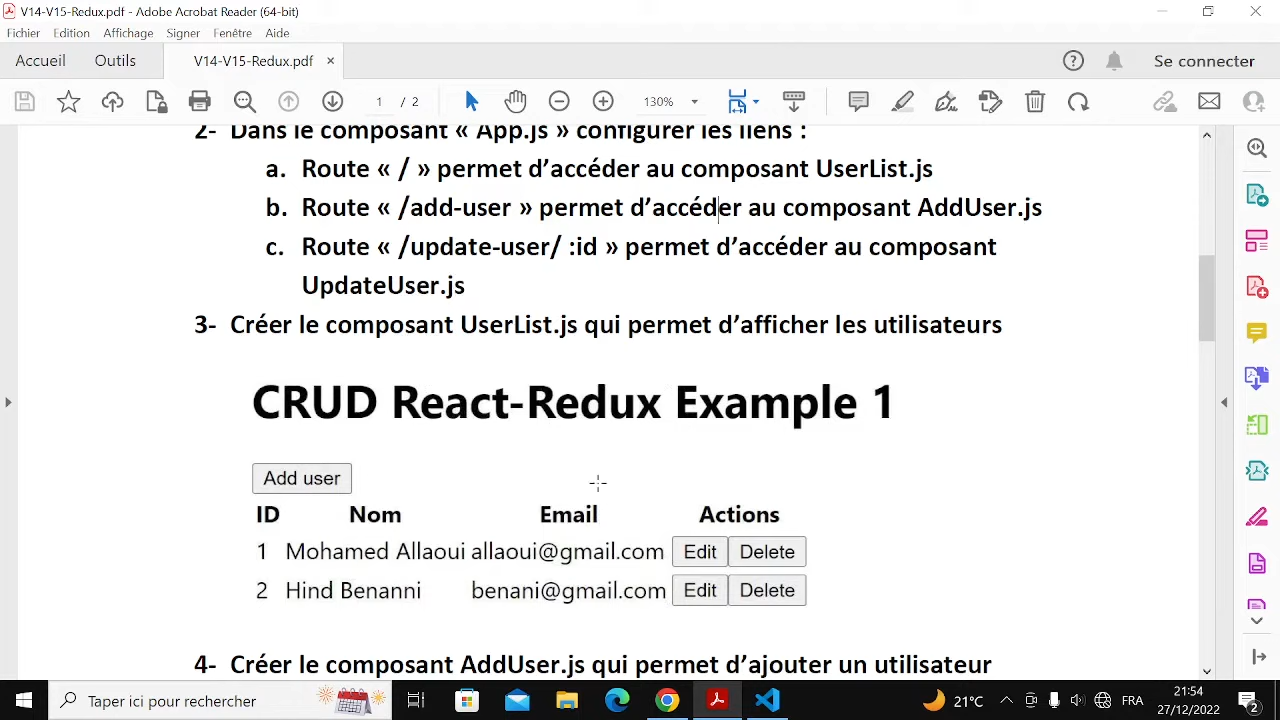 V14-V15-Redux.pdf - Adobe Acrobat Reader (64-bit)
Fichier Edition Affichage Signer Fenêtre Aide
Accueil Outils V14-V15-Redux.pdf × Se connecter
1 / 2 130%
2- Dans le composant « App.js » configurer les liens :
a. Route « / » permet d’accéder au composant UserList.js
b. Route « /add-user » permet d’accéder au composant AddUser.js
c. Route « /update-user/ :id » permet d’accéder au composant
UpdateUser.js
3- Créer le composant UserList.js qui permet d’afficher les utilisateurs
CRUD React-Redux Example 1
Add user
ID Nom Email Actions
1 Mohamed Allaoui allaoui@gmail.com Edit Delete
2 Hind Benanni benani@gmail.com Edit Delete
4- Créer le composant AddUser.js qui permet d’ajouter un utilisateur
Taper ici pour rechercher 21°C FRA 21:54
27/12/2022 2